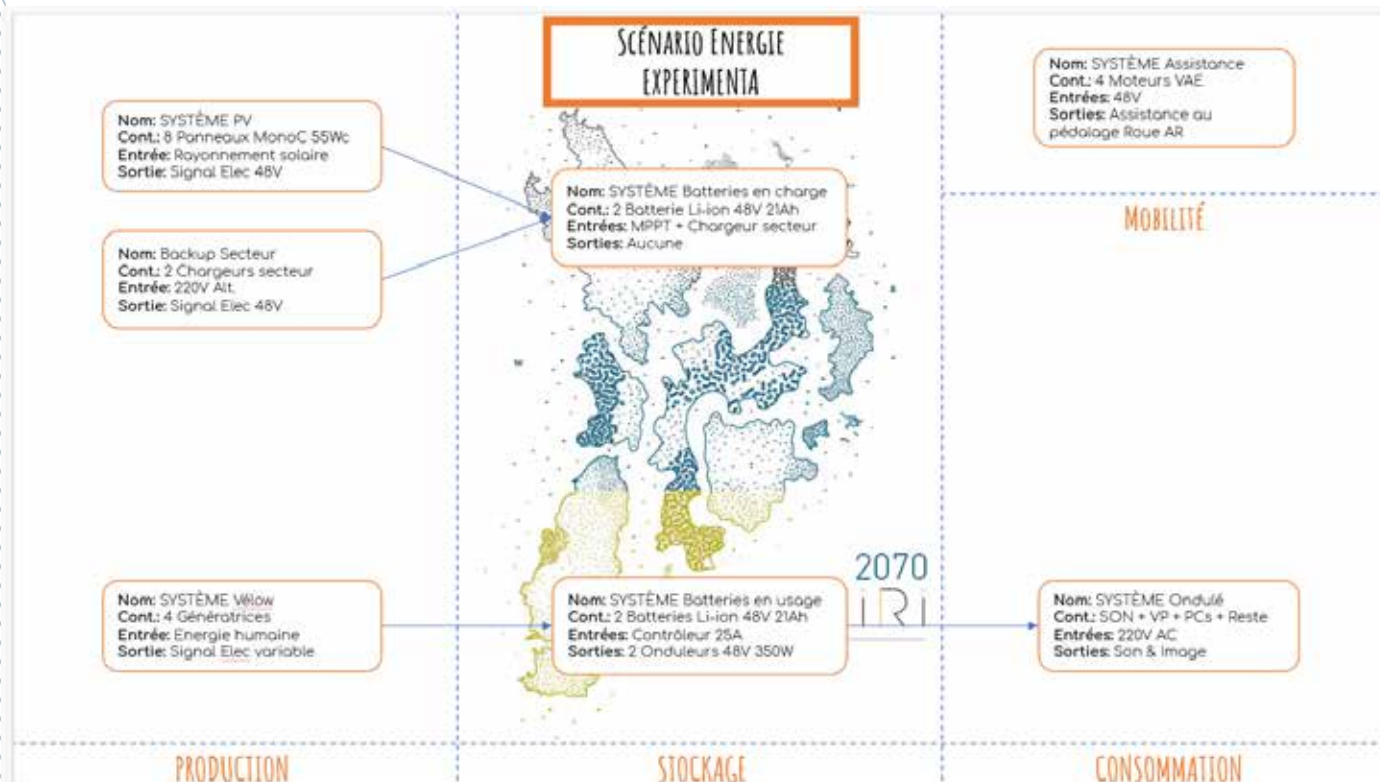 SCÉNARIO ENERGIE
EXPERIMENTA
Nom: SYSTÈME PV
Cont.: 8 Panneaux MonoC 55Wc
Entrée: Rayonnement solaire
Sortie: Signal Elec 48V
Nom: Backup Secteur
Cont.: 2 Chargeurs secteur
Entrée: 220V Alt.
Sortie: Signal Elec 48V
Nom: SYSTÈME Vélow
Cont.: 4 Génératrices
Entrée: Energie humaine
Sortie: Signal Elec variable
PRODUCTION
Nom: SYSTÈME Batteries en charge
Cont.: 2 Batterie Li-ion 48V 21Ah
Entrées: MPPT + Chargeur secteur
Sorties: Aucune
2070
iRi
Nom: SYSTÈME Batteries en usage
Cont.: 2 Batteries Li-ion 48V 21Ah
Entrées: Contrôleur 25A
Sorties: 2 Onduleurs 48V 350W
STOCKAGE
Nom: SYSTÈME Assistance
Cont.: 4 Moteurs VAE
Entrées: 48V
Sorties: Assistance au
pédalage Roue AR
MOBILITÉ
Nom: SYSTÈME Ondulé
Cont.: SON + VP + PCs + Reste
Entrées: 220V AC
Sorties: Son & Image
CONSOMMATION